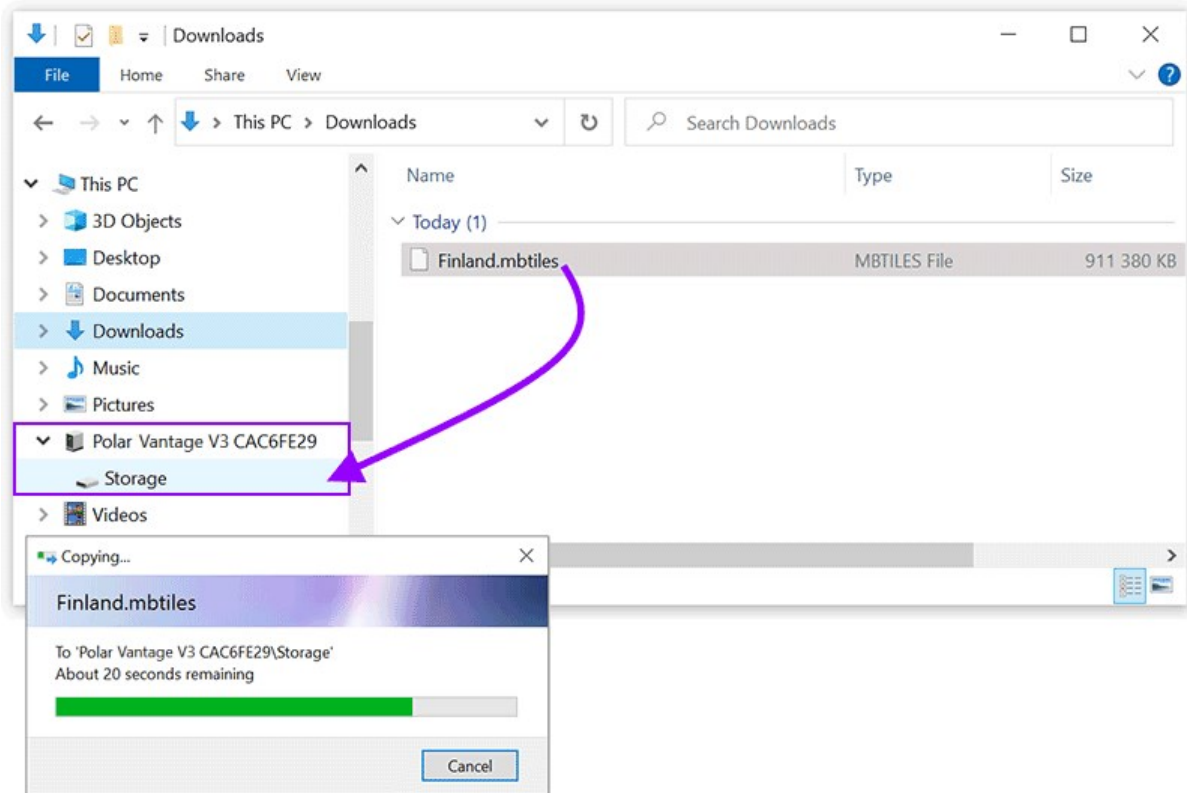 Downloads
File Home Share View
This PC > Downloads
Search Downloads
This PC
3D Objects
Desktop
Documents
Downloads
Music
Pictures
Polar Vantage V3 CAC6FE29
Storage
Videos
Name Type Size
Today (1)
Finland.mbtiles MBTILES File 911 380 KB
Copying...
Finland.mbtiles
To 'Polar Vantage V3 CAC6FE29\Storage'
About 20 seconds remaining
Cancel